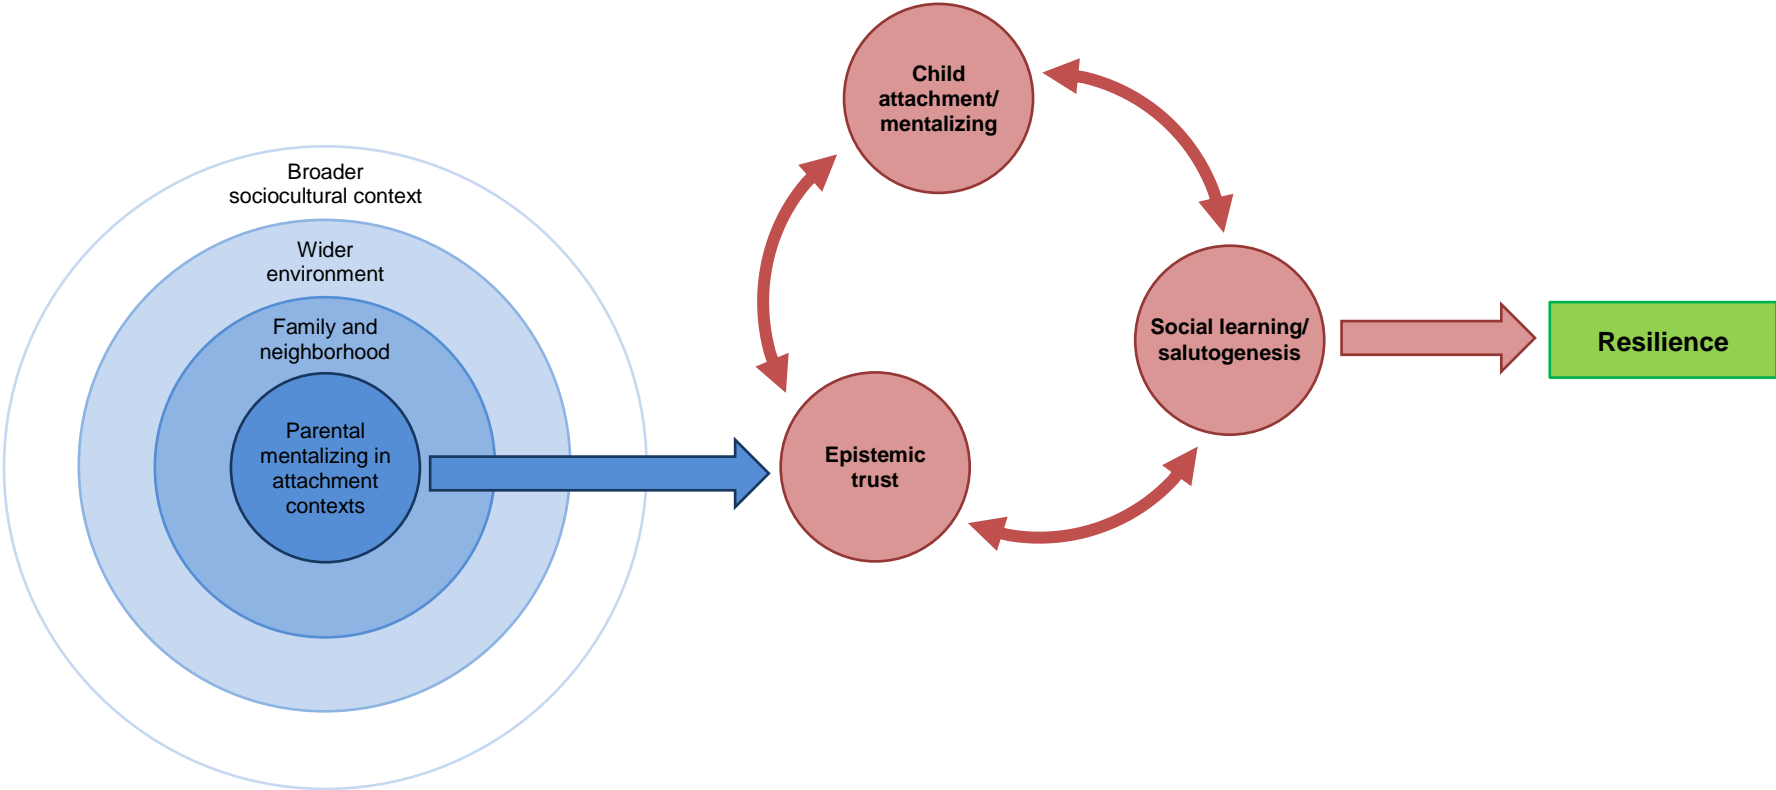 Broader
sociocultural context
Wider
environment
Family and
neighborhood
Parental
mentalizing in
attachment
contexts
Child
attachment/
mentalizing
Epistemic
trust
Social learning/
salutogenesis
Resilience